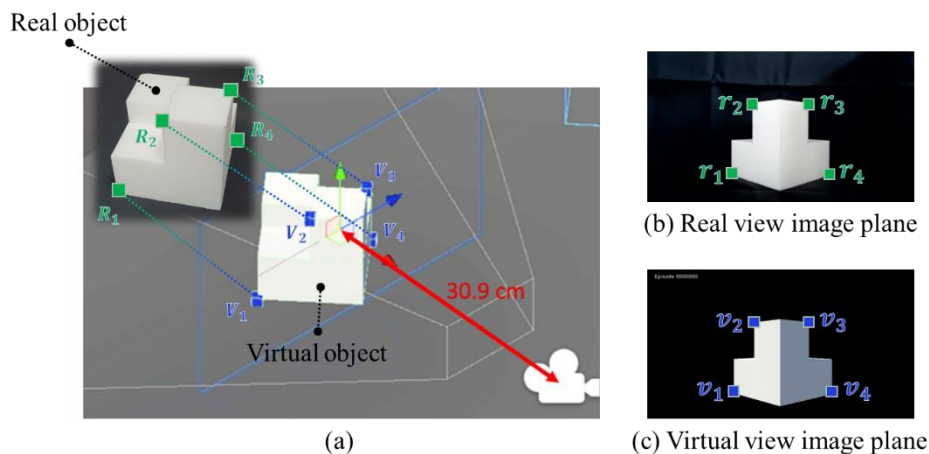 Real object
R₃
R₂
R₄
R₁
V₃
V₂
V₄
V₁
30.9 cm
Virtual object
(a)
r₂
r₃
r₁
r₄
(b) Real view image plane
Episode 0000000
v₂
v₃
v₁
v₄
(c) Virtual view image plane